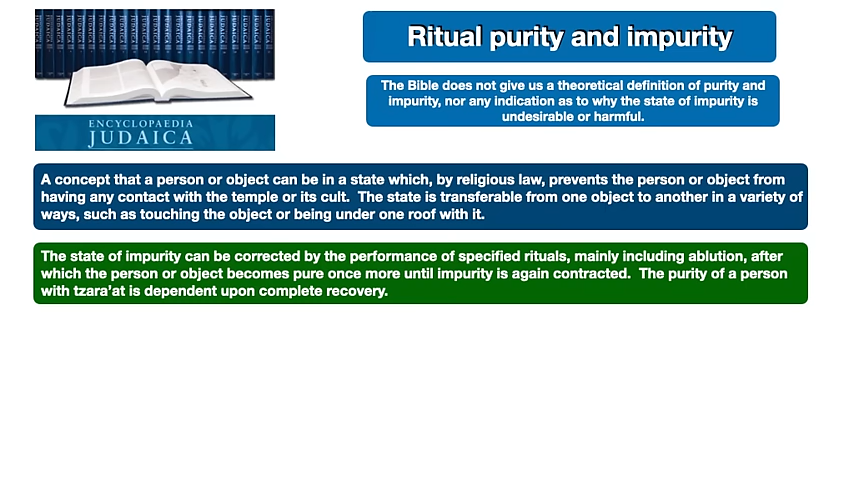 ENCYCLOPAEDIA
JUDAICA
Ritual purity and impurity
The Bible does not give us a theoretical definition of purity and
impurity, nor any indication as to why the state of impurity is
undesirable or harmful.
A concept that a person or object can be in a state which, by religious law, prevents the person or object from
having any contact with the temple or its cult.  The state is transferable from one object to another in a variety of
ways, such as touching the object or being under one roof with it.
The state of impurity can be corrected by the performance of specified rituals, mainly including ablution, after
which the person or object becomes pure once more until impurity is again contracted.  The purity of a person
with tzara’at is dependent upon complete recovery.